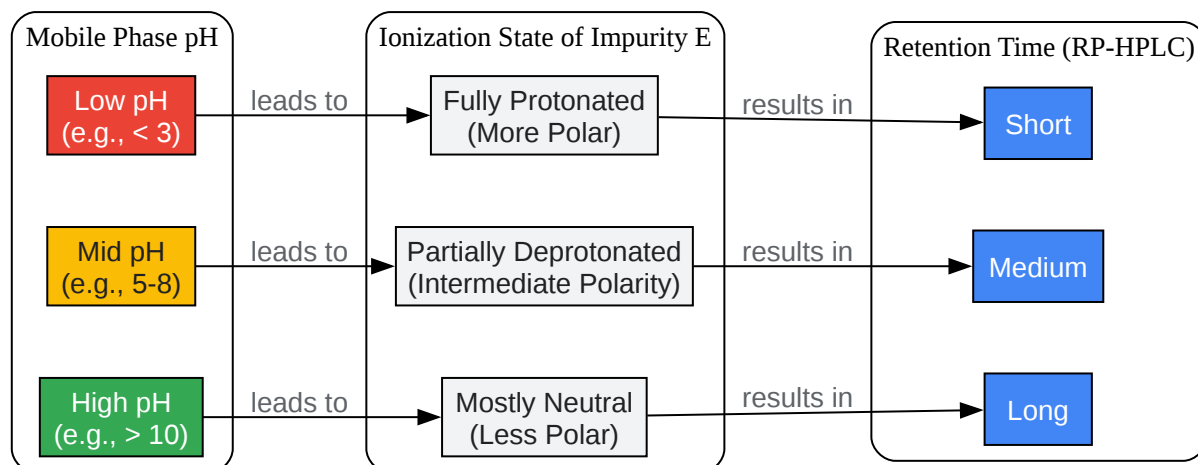 Mobile Phase pH
Ionization State of Impurity E
Retention Time (RP-HPLC)
Low pH
(e.g., < 3)
leads to
Fully Protonated
(More Polar)
results in
Short
Mid pH
(e.g., 5-8)
leads to
Partially Deprotonated
(Intermediate Polarity)
results in
Medium
High pH
(e.g., > 10)
leads to
Mostly Neutral
(Less Polar)
results in
Long